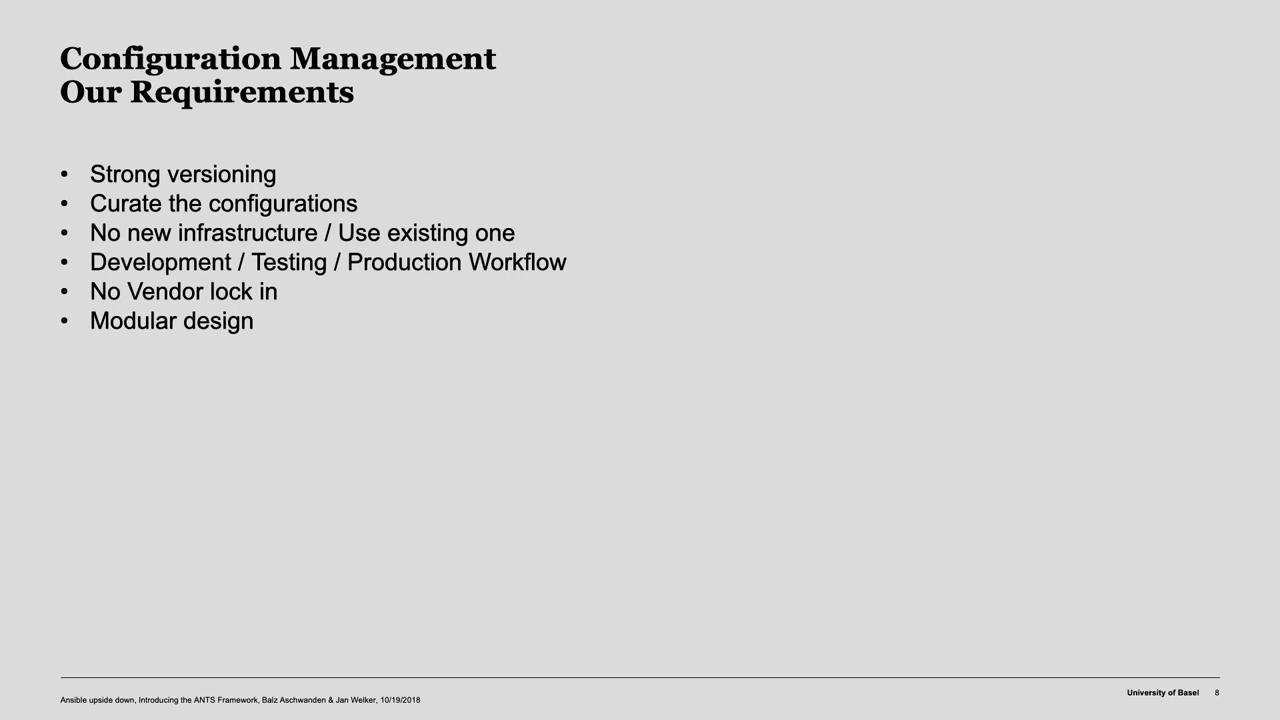 Configuration Management
Our Requirements
• Strong versioning
• Curate the configurations
• No new infrastructure / Use existing one
• Development / Testing / Production Workflow
• No Vendor lock in
• Modular design
Ansible upside down, Introducing the ANTS Framework, Balz Aschwanden & Jan Welker, 10/19/2018
University of Basel 8